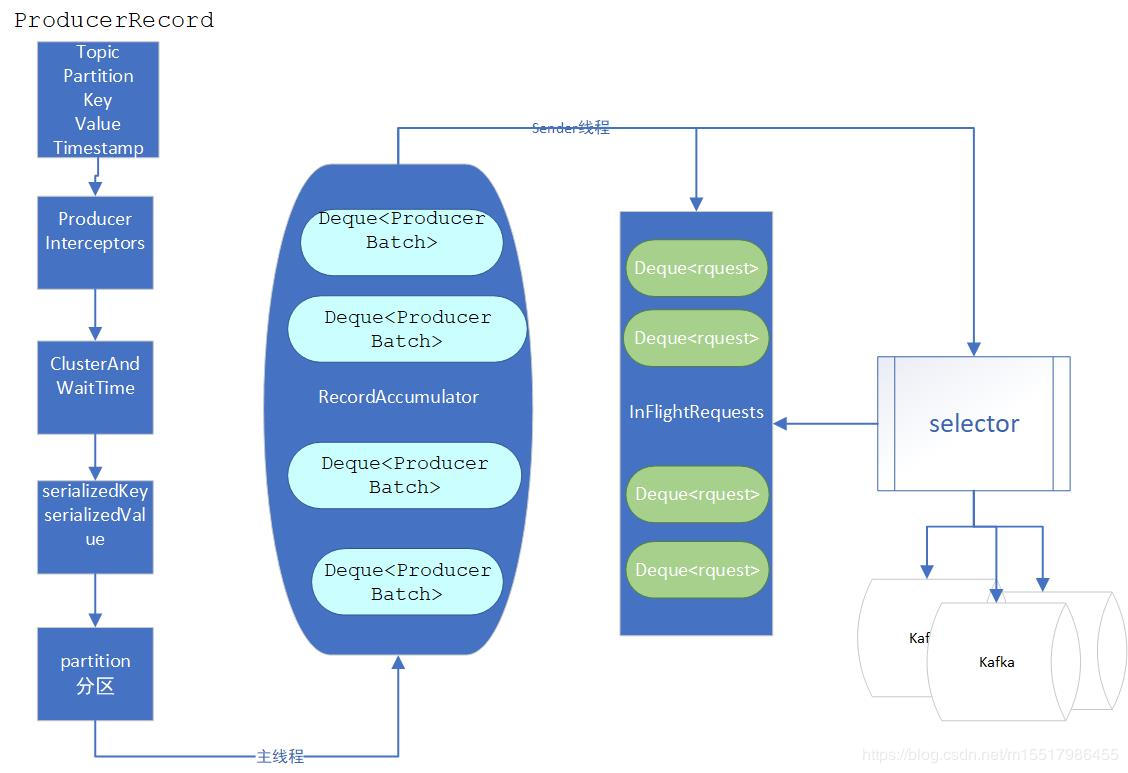 ProducerRecord
Topic
Partition
Key
Value
Timestamp
Producer
Interceptors
ClusterAnd
WaitTime
serializedKey
serializedVal
ue
partition
分区
主线程
Deque<Producer
Batch>
Deque<Producer
Batch>
RecordAccumulator
Deque<Producer
Batch>
Deque<Producer
Batch>
Sender线程
Deque<rquest>
Deque<rquest>
InFlightRequests
Deque<rquest>
Deque<rquest>
selector
Kaf
Kafka
https://blog.csdn.net/m15517986455